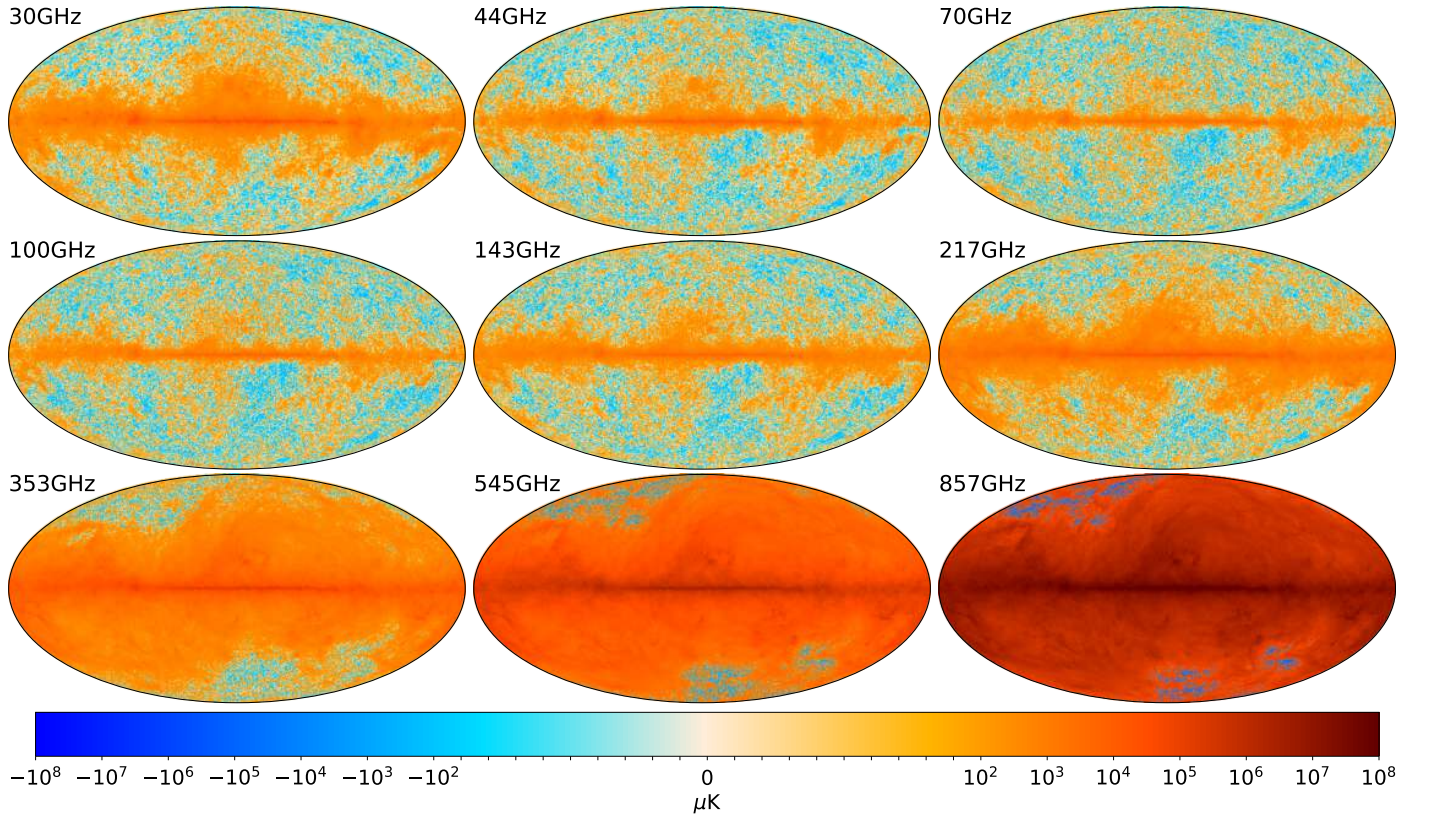 30GHz 44GHz 70GHz
100GHz 143GHz 217GHz
353GHz 545GHz 857GHz
−10⁸ −10⁷ −10⁶ −10⁵ −10⁴ −10³ −10² 0 10² 10³ 10⁴ 10⁵ 10⁶ 10⁷ 10⁸
μK